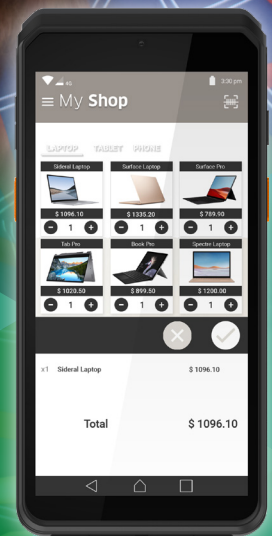 4G 3:30 pm
My Shop
LAPTOP TABLET PHONE
Sideral Laptop Surface Laptop Surface Pro
$ 1096.10 $ 1335.20 $ 789.90
1 1 1
Tab Pro Book Pro Spectre Laptop
$ 1020.50 $ 899.50 $ 1200.00
1 1 1
x1 Sideral Laptop $ 1096.10
Total $ 1096.10